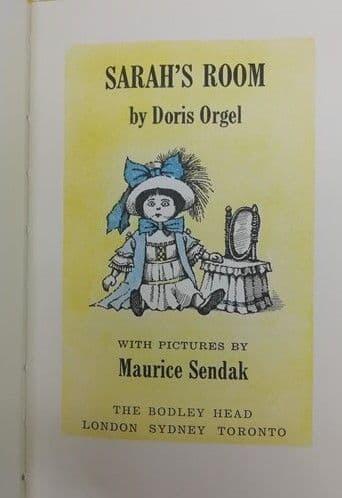 SARAH'S ROOM
by Doris Orgel
WITH PICTURES BY
Maurice Sendak
THE BODLEY HEAD
LONDON SYDNEY TORONTO